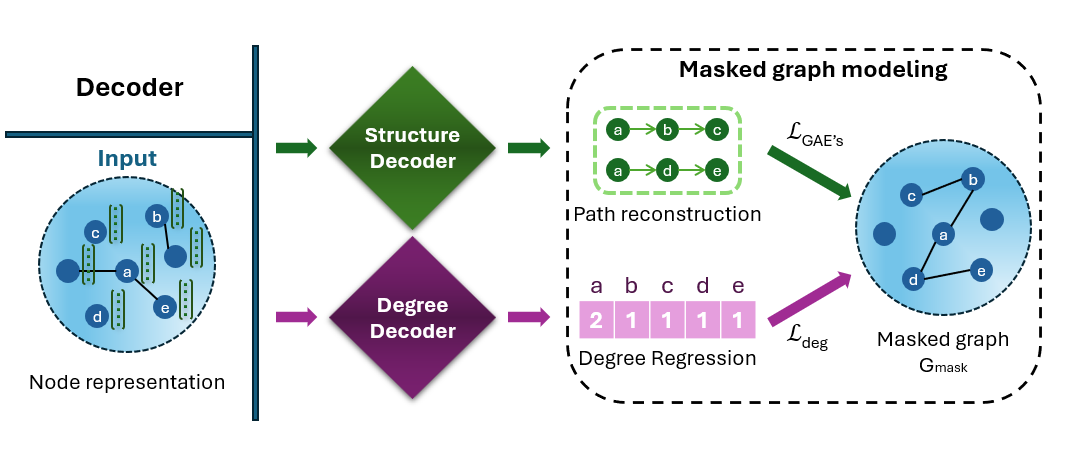 Decoder
Input
b
c
a
e
d
Node representation
Structure
Decoder
Degree
Decoder
Masked graph modeling
a b c
a d e
Path reconstruction
a b c d e
2 1 1 1 1
Degree Regression
ℒGAE's
ℒdeg
b
c
a
e
d
Masked graph
Gmask